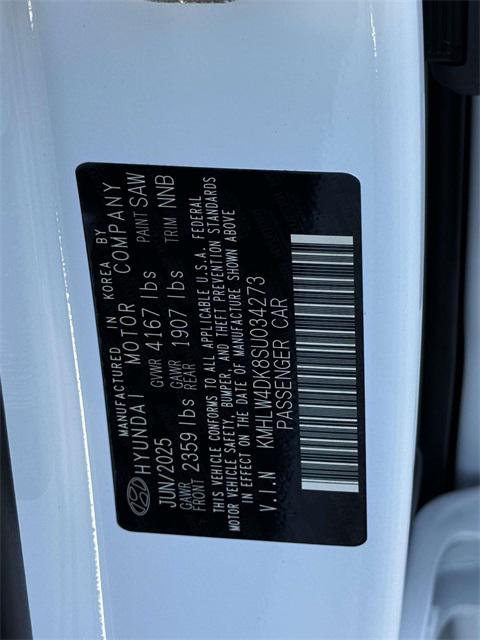 MANUFACTURED IN KOREA BY
HYUNDAI MOTOR COMPANY
JUN/2025 GVWR 4167 lbs PAINT SAW
GAWR FRONT 2359 lbs GAWR REAR 1907 lbs TRIM NNB
THIS VEHICLE CONFORMS TO ALL APPLICABLE U.S.A. FEDERAL
MOTOR VEHICLE SAFETY, BUMPER, AND THEFT PREVENTION STANDARDS
IN EFFECT ON THE DATE OF MANUFACTURE SHOWN ABOVE
V.I.N KMHLW4DK8SU034273
PASSENGER CAR